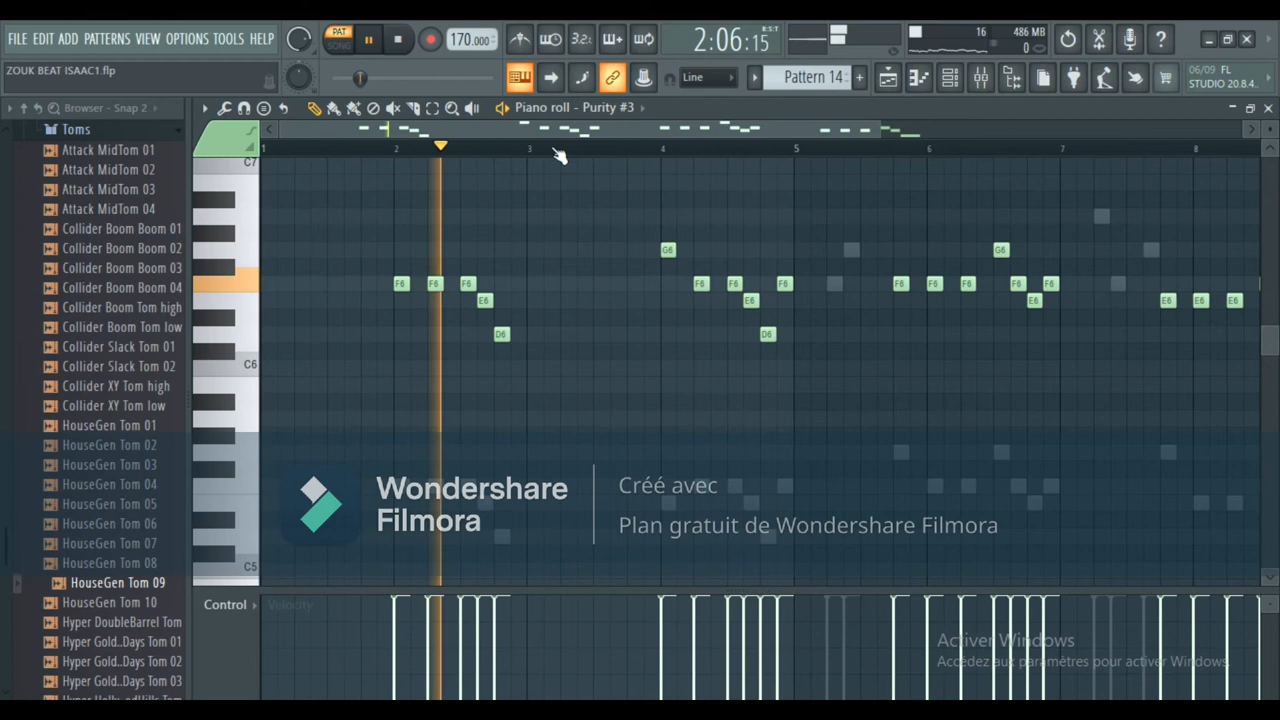 FILE EDIT ADD PATTERNS VIEW OPTIONS TOOLS HELP
PAT
SONG
170.000
3.2.
2:06:15
B:S:T
16
486 MB
0
ZOUK BEAT ISAAC1.flp
Line
Pattern 14
06/09 FL
STUDIO 20.8.4..
Browser - Snap 2
Piano roll - Purity #3
Toms
Attack MidTom 01
Attack MidTom 02
Attack MidTom 03
Attack MidTom 04
Collider Boom Boom 01
Collider Boom Boom 02
Collider Boom Boom 03
Collider Boom Boom 04
Collider Boom Tom high
Collider Boom Tom low
Collider Slack Tom 01
Collider Slack Tom 02
Collider XY Tom high
Collider XY Tom low
HouseGen Tom 01
HouseGen Tom 02
HouseGen Tom 03
HouseGen Tom 04
HouseGen Tom 05
HouseGen Tom 06
HouseGen Tom 07
HouseGen Tom 08
HouseGen Tom 09
HouseGen Tom 10
Hyper DoubleBarrel Tom
Hyper Gold..Days Tom 01
Hyper Gold..Days Tom 02
Hyper Gold..Days Tom 03
1 2 3 4 5 6 7 8
C7
G6 G6
F6 F6 F6 F6 F6 F6 F6 F6 F6 F6 F6
E6 E6 E6 E6 E6 E6
D6 D6
C6
C5
Wondershare
Filmora
Créé avec
Plan gratuit de Wondershare Filmora
Control
Velocity
Activer Windows
Accédez aux paramètres pour activer Windows.